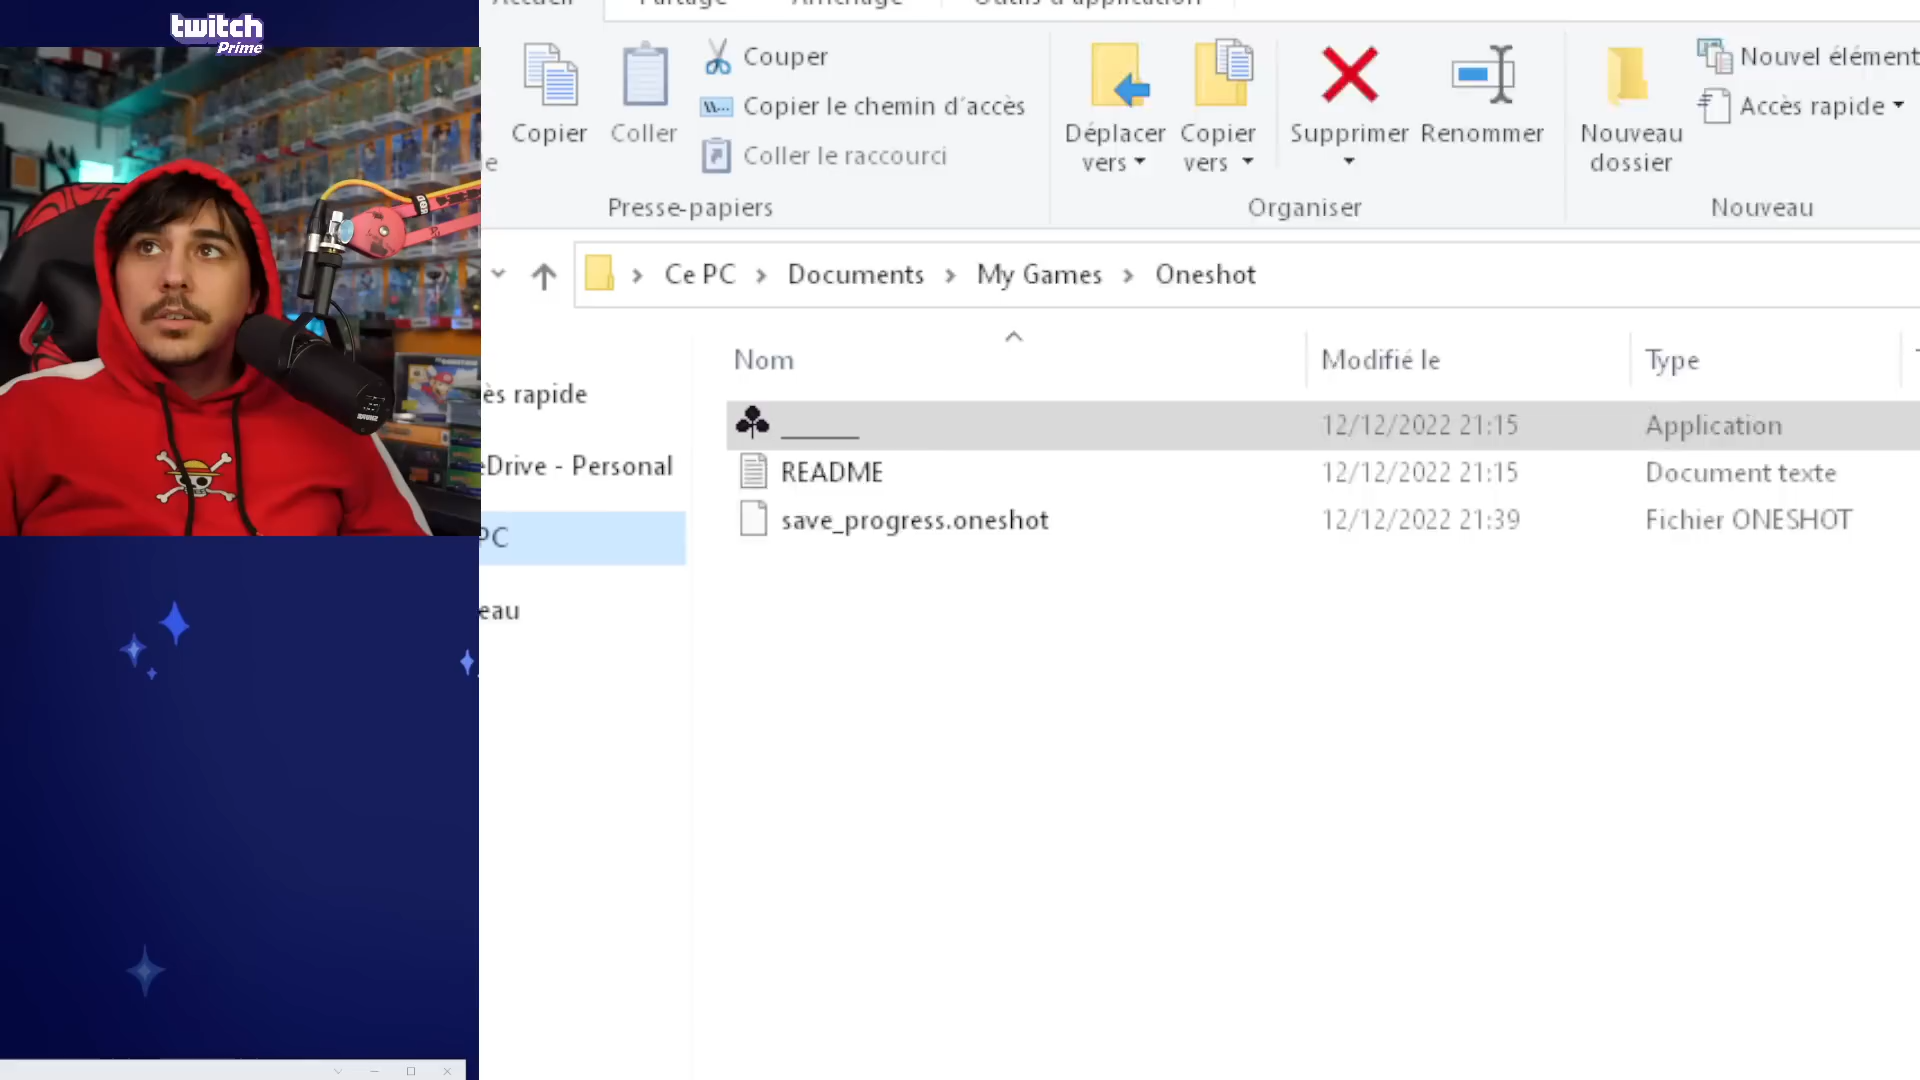 twitch
Prime
Copier
Coller
Couper
Copier le chemin d'accès
Coller le raccourci
Presse-papiers
Déplacer
vers
Copier
vers
Supprimer
Renommer
Organiser
Nouveau
dossier
Nouvel élément
Accès rapide
Nouveau
Ce PC > Documents > My Games > Oneshot
Nom
Modifié le
Type
ès rapide
eDrive - Personal
PC
eau
______ 12/12/2022 21:15 Application
README 12/12/2022 21:15 Document texte
save_progress.oneshot 12/12/2022 21:39 Fichier ONESHOT